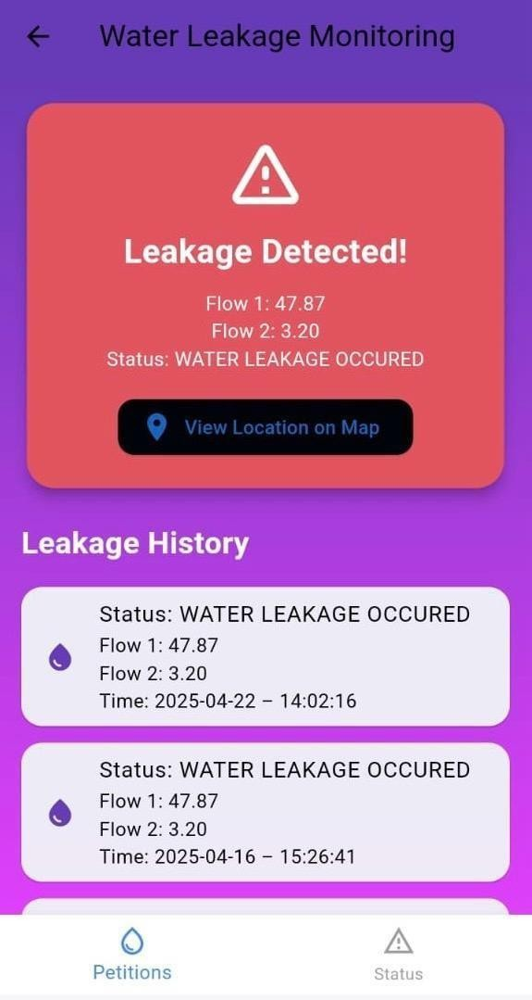 Water Leakage Monitoring
Leakage Detected!
Flow 1: 47.87
Flow 2: 3.20
Status: WATER LEAKAGE OCCURED
View Location on Map
Leakage History
Status: WATER LEAKAGE OCCURED
Flow 1: 47.87
Flow 2: 3.20
Time: 2025-04-22 – 14:02:16
Status: WATER LEAKAGE OCCURED
Flow 1: 47.87
Flow 2: 3.20
Time: 2025-04-16 – 15:26:41
Petitions
Status